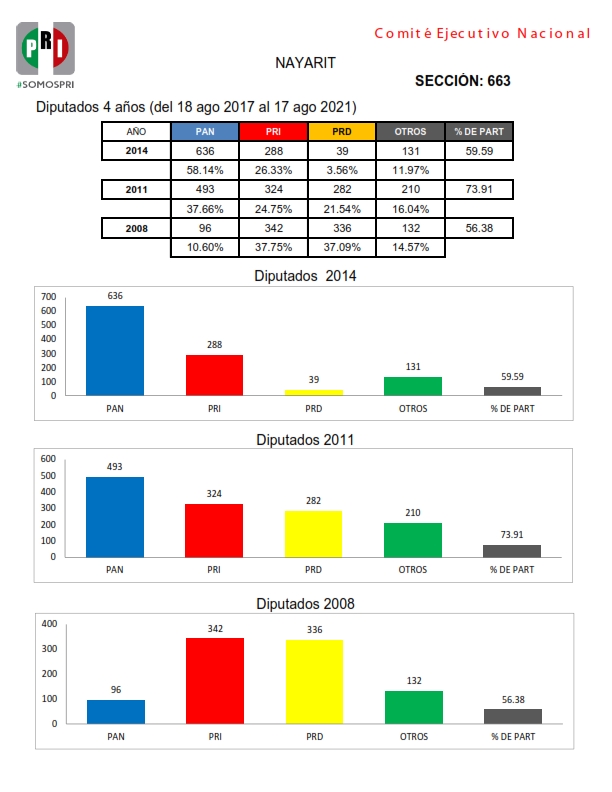 Comité Ejecutivo Nacional
PRI
#SOMOSPRI
NAYARIT
SECCIÓN: 663
Diputados 4 años (del 18 ago 2017 al 17 ago 2021)
AÑO PAN PRI PRD OTROS % DE PART
2014 636 288 39 131 59.59
58.14% 26.33% 3.56% 11.97%
2011 493 324 282 210 73.91
37.66% 24.75% 21.54% 16.04%
2008 96 342 336 132 56.38
10.60% 37.75% 37.09% 14.57%
Diputados 2014
700
600
500
400
300
200
100
0
636
288
39
131
59.59
PAN PRI PRD OTROS % DE PART
Diputados 2011
600
500
400
300
200
100
0
493
324
282
210
73.91
PAN PRI PRD OTROS % DE PART
Diputados 2008
400
300
200
100
0
96
342
336
132
56.38
PAN PRI PRD OTROS % DE PART